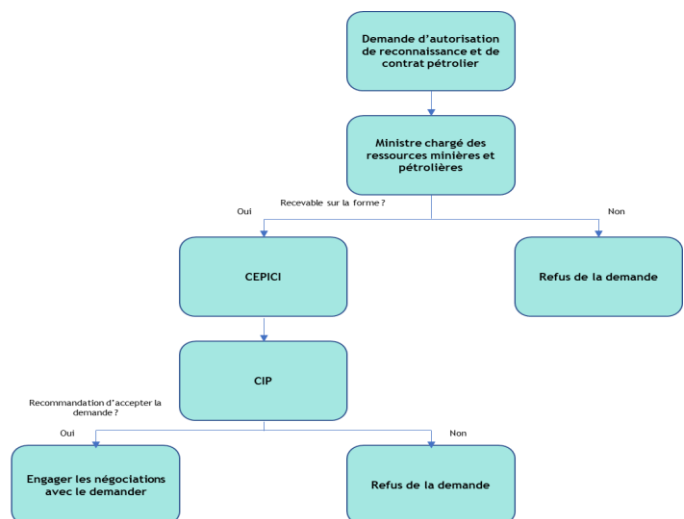 Demande d'autorisation
de reconnaissance et de
contrat pétrolier
Ministre chargé des
ressources minières et
pétrolières
Recevable sur la forme ?
Oui
Non
CEPICI
Refus de la demande
CIP
Recommandation d'accepter la
demande ?
Oui
Non
Engager les négociations
avec le demander
Refus de la demande